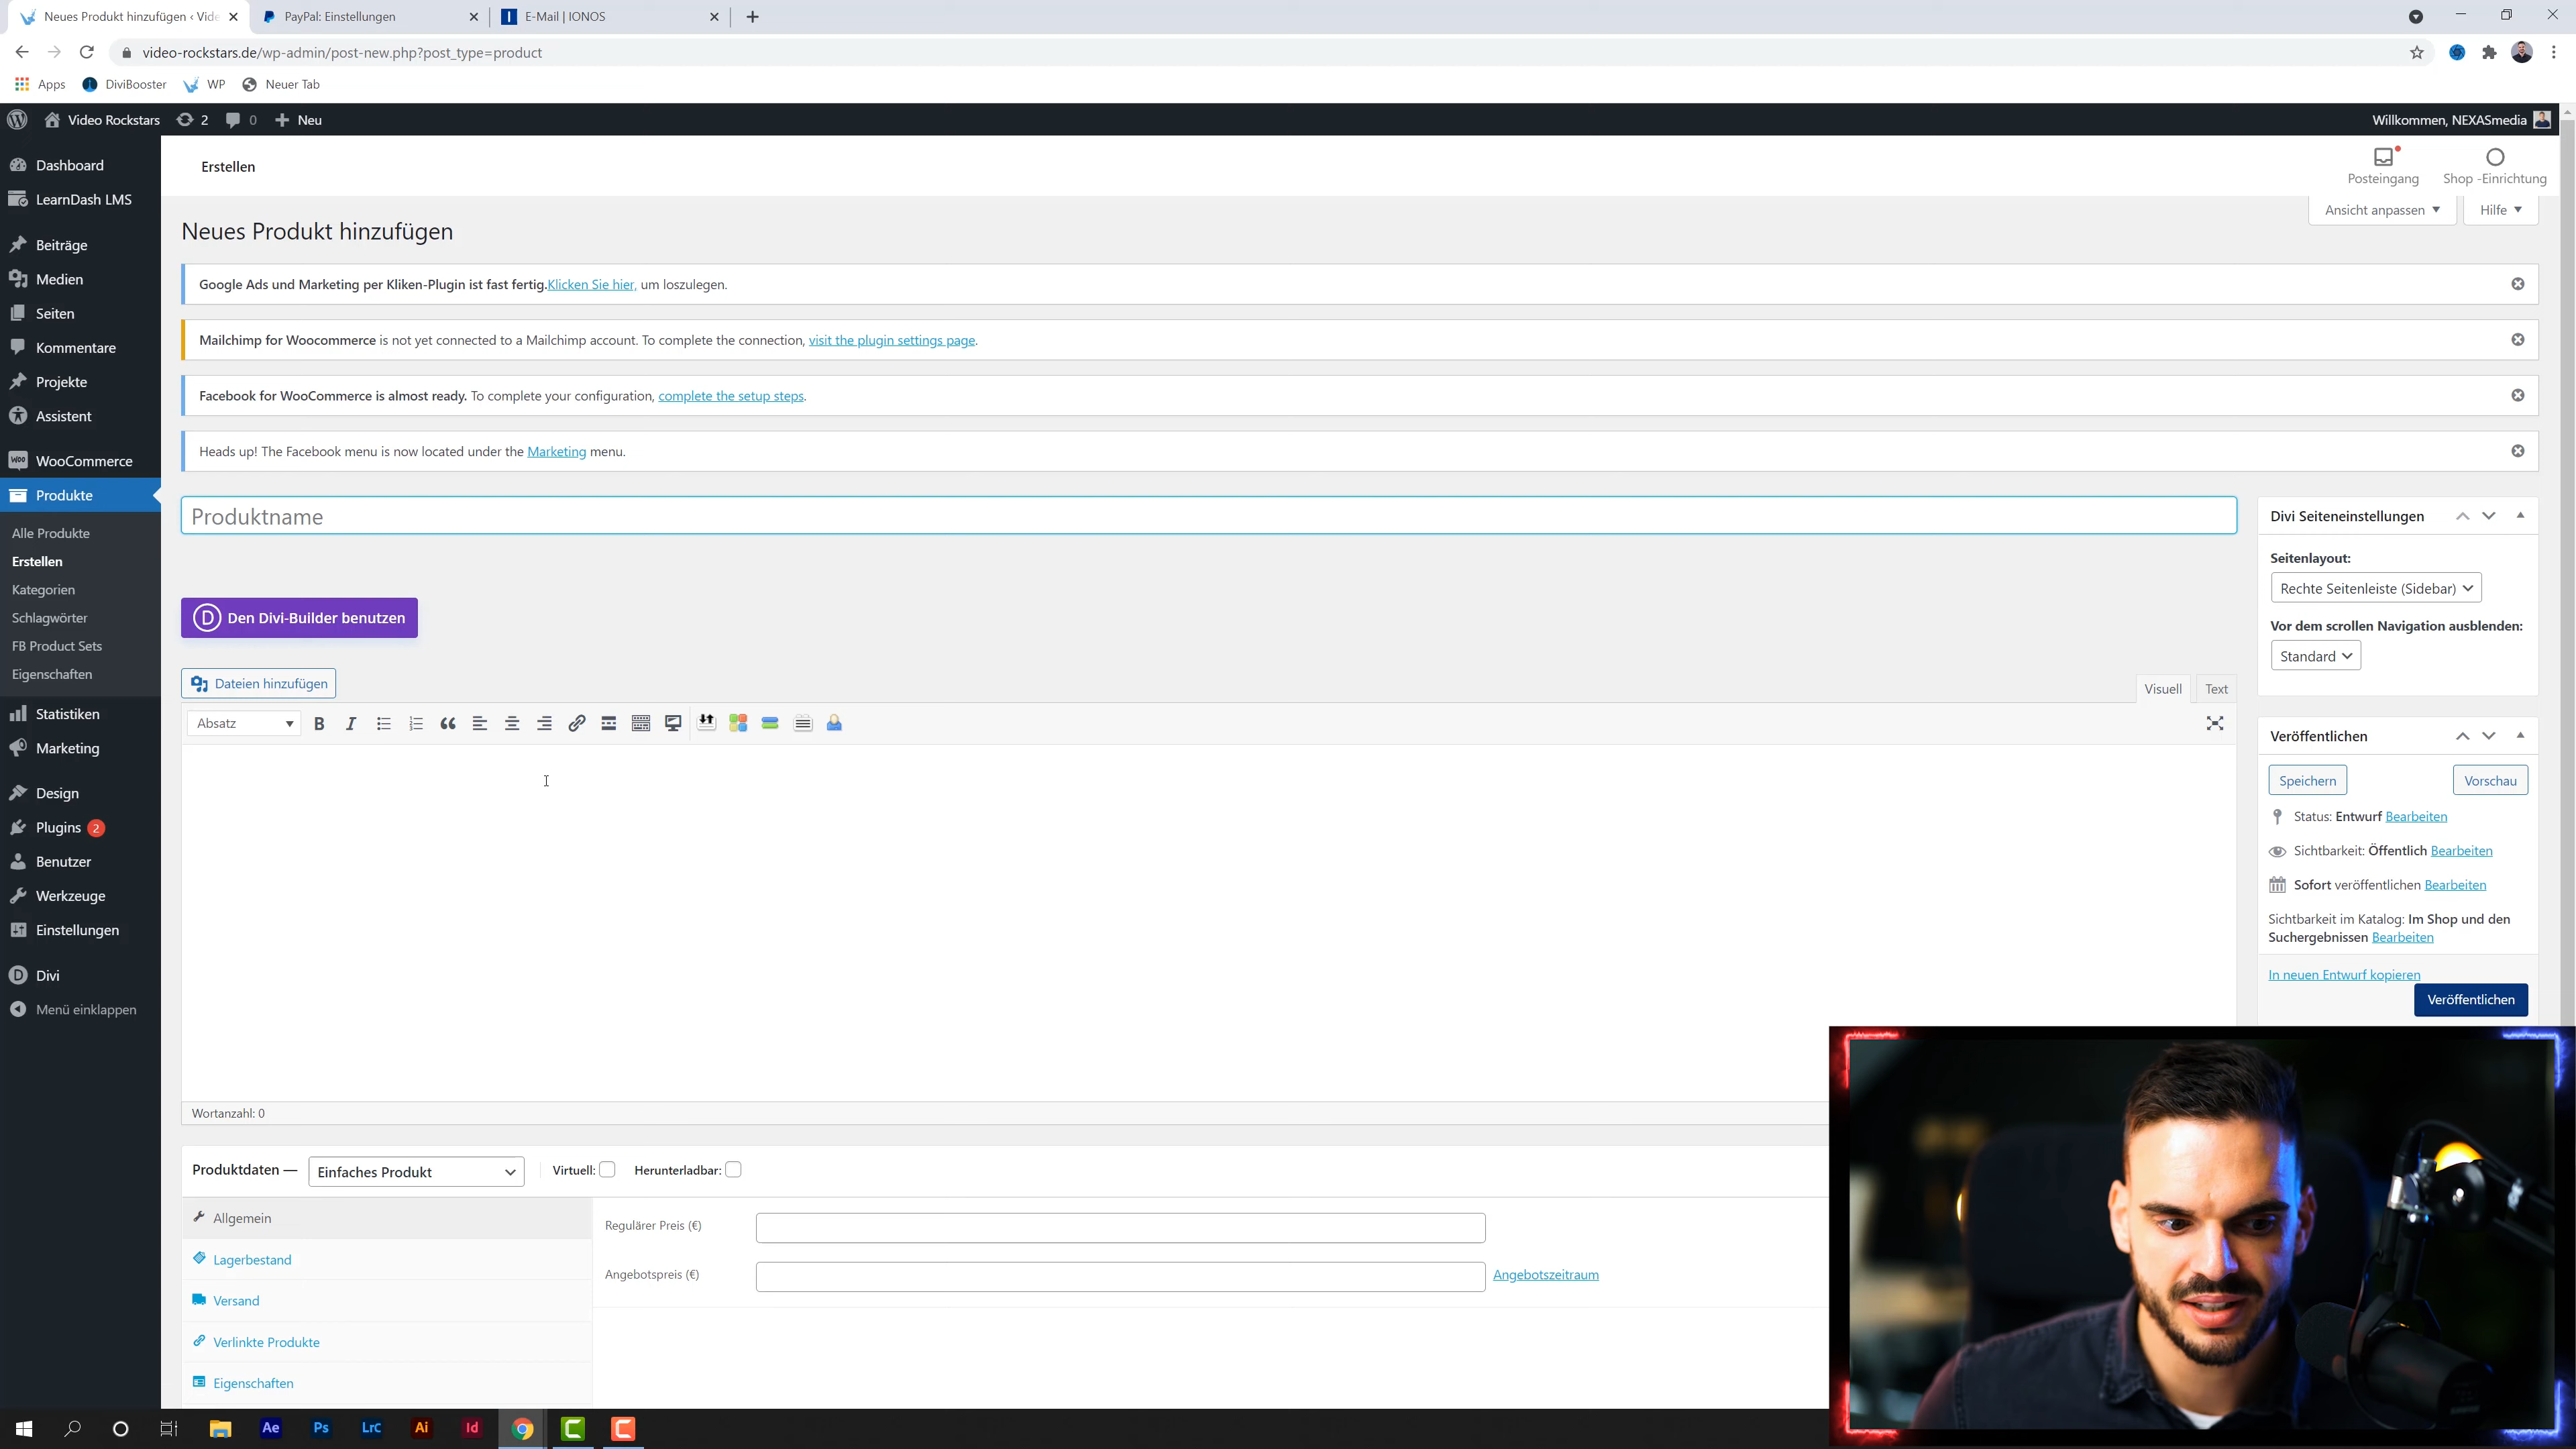 Neues Produkt hinzufügen ‹ Vide
PayPal: Einstellungen
E-Mail | IONOS
video-rockstars.de/wp-admin/post-new.php?post_type=product
Apps
DiviBooster
WP
Neuer Tab
Video Rockstars
2
0
Neu
Willkommen, NEXASmedia
Dashboard
LearnDash LMS
Beiträge
Medien
Seiten
Kommentare
Projekte
Assistent
WooCommerce
Produkte
Alle Produkte
Erstellen
Kategorien
Schlagwörter
FB Product Sets
Eigenschaften
Statistiken
Marketing
Design
Plugins 2
Benutzer
Werkzeuge
Einstellungen
Divi
Menü einklappen
Erstellen
Posteingang
Shop -Einrichtung
Ansicht anpassen
Hilfe
Neues Produkt hinzufügen
Google Ads und Marketing per Kliken-Plugin ist fast fertig.Klicken Sie hier, um loszulegen.
Mailchimp for Woocommerce is not yet connected to a Mailchimp account. To complete the connection, visit the plugin settings page.
Facebook for WooCommerce is almost ready. To complete your configuration, complete the setup steps.
Heads up! The Facebook menu is now located under the Marketing menu.
Produktname
D Den Divi-Builder benutzen
Dateien hinzufügen
Visuell
Text
Absatz
B
I
Wortanzahl: 0
Produktdaten —
Einfaches Produkt
Virtuell:
Herunterladbar:
Allgemein
Lagerbestand
Versand
Verlinkte Produkte
Eigenschaften
Regulärer Preis (€)
Angebotspreis (€)
Angebotszeitraum
Divi Seiteneinstellungen
Seitenlayout:
Rechte Seitenleiste (Sidebar)
Vor dem scrollen Navigation ausblenden:
Standard
Veröffentlichen
Speichern
Vorschau
Status: Entwurf Bearbeiten
Sichtbarkeit: Öffentlich Bearbeiten
Sofort veröffentlichen Bearbeiten
Sichtbarkeit im Katalog: Im Shop und den
Suchergebnissen Bearbeiten
In neuen Entwurf kopieren
Veröffentlichen
Ae
Ps
LrC
Ai
Id